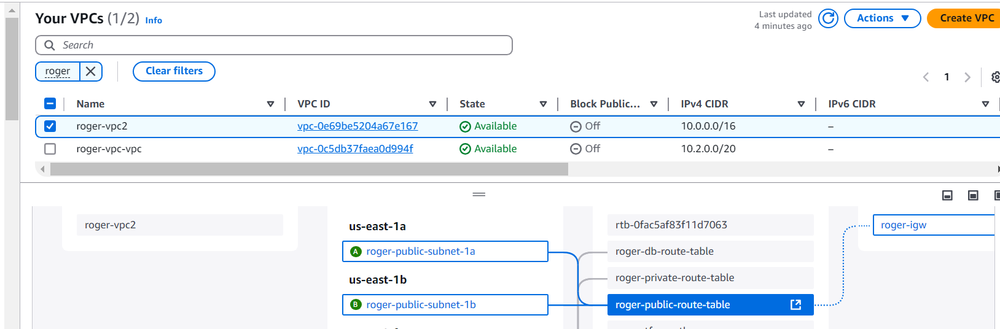 Your VPCs (1/2) Info
Last updated
4 minutes ago
Actions
Create VPC
Search
roger
Clear filters
1
Name VPC ID State Block Public... IPv4 CIDR IPv6 CIDR
roger-vpc2 vpc-0e69be5204a67e167 Available Off 10.0.0.0/16 –
roger-vpc-vpc vpc-0c5db37faea0d994f Available Off 10.2.0.0/20 –
roger-vpc2
us-east-1a
A roger-public-subnet-1a
us-east-1b
B roger-public-subnet-1b
rtb-0fac5af83f11d7063
roger-db-route-table
roger-private-route-table
roger-public-route-table
roger-igw